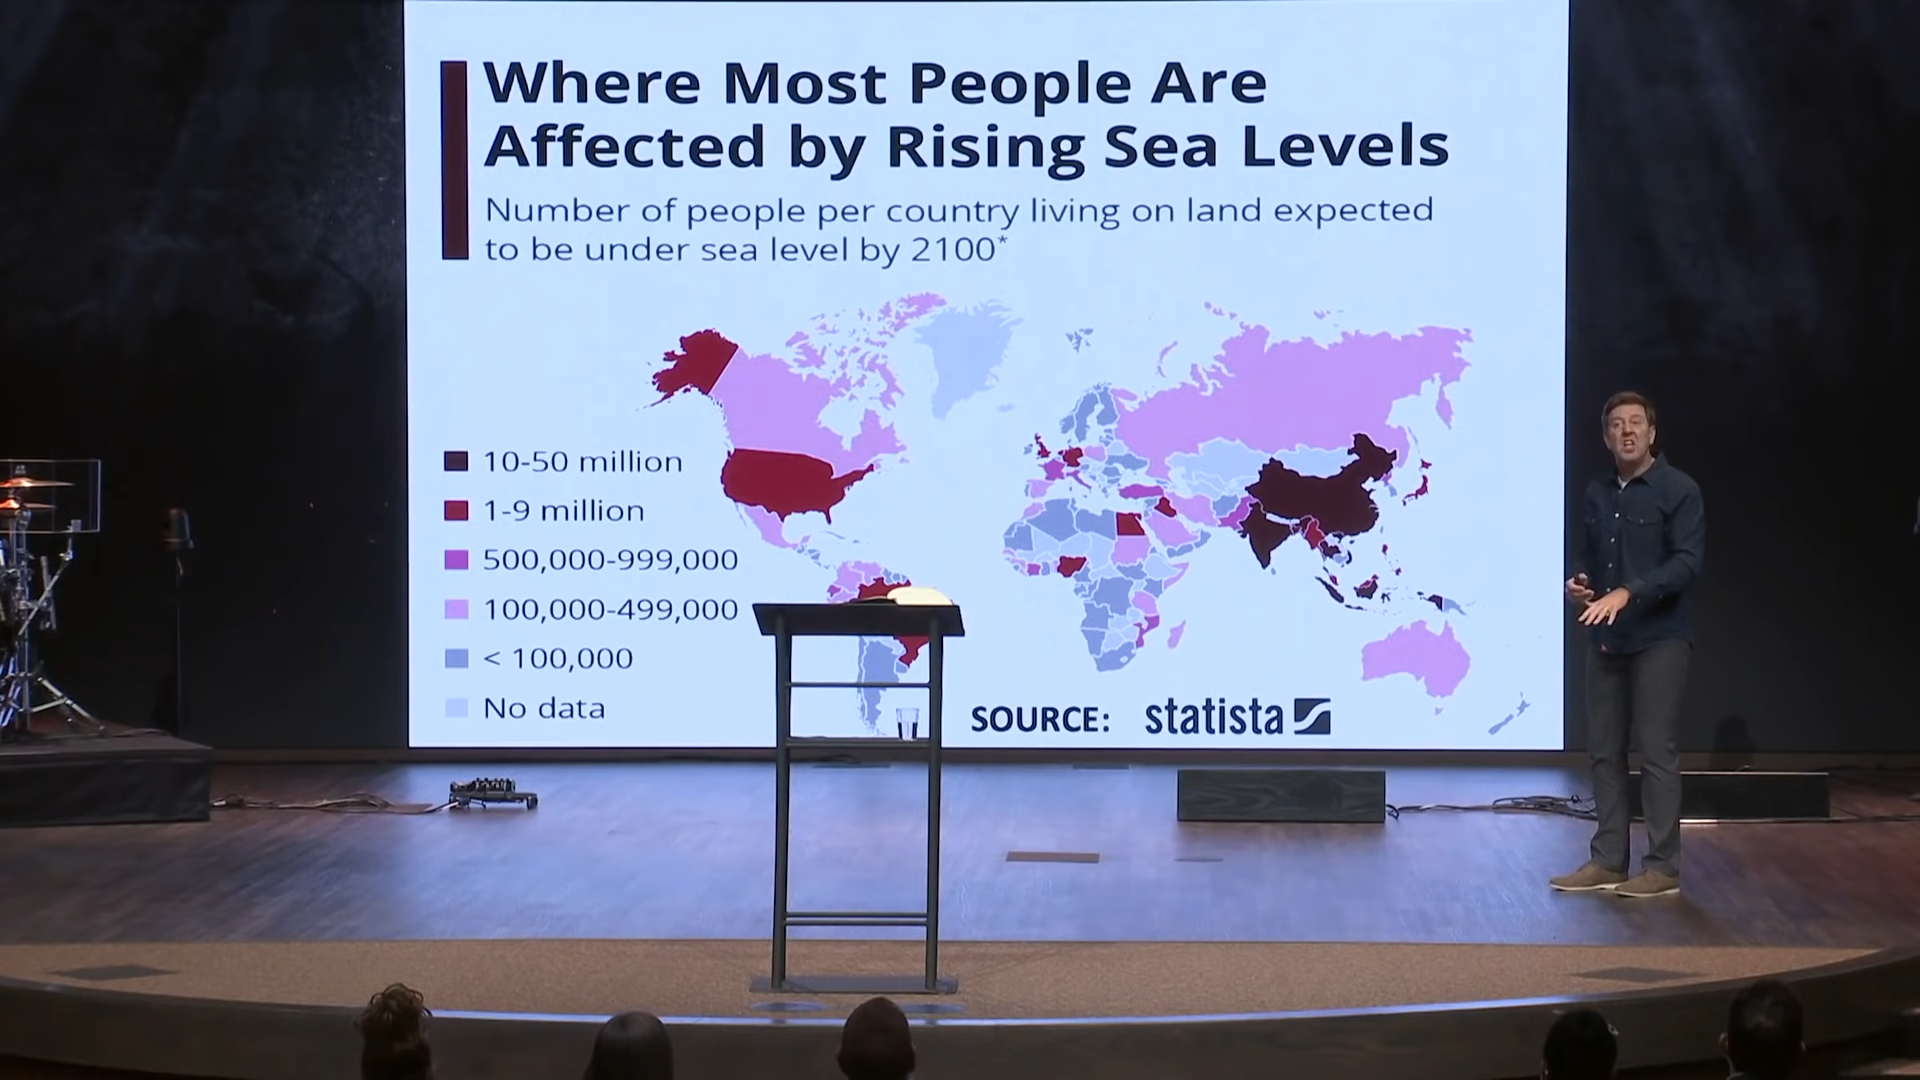 Where Most People Are
Affected by Rising Sea Levels
Number of people per country living on land expected
to be under sea level by 2100*
10-50 million
1-9 million
500,000-999,000
100,000-499,000
< 100,000
No data
SOURCE: statista